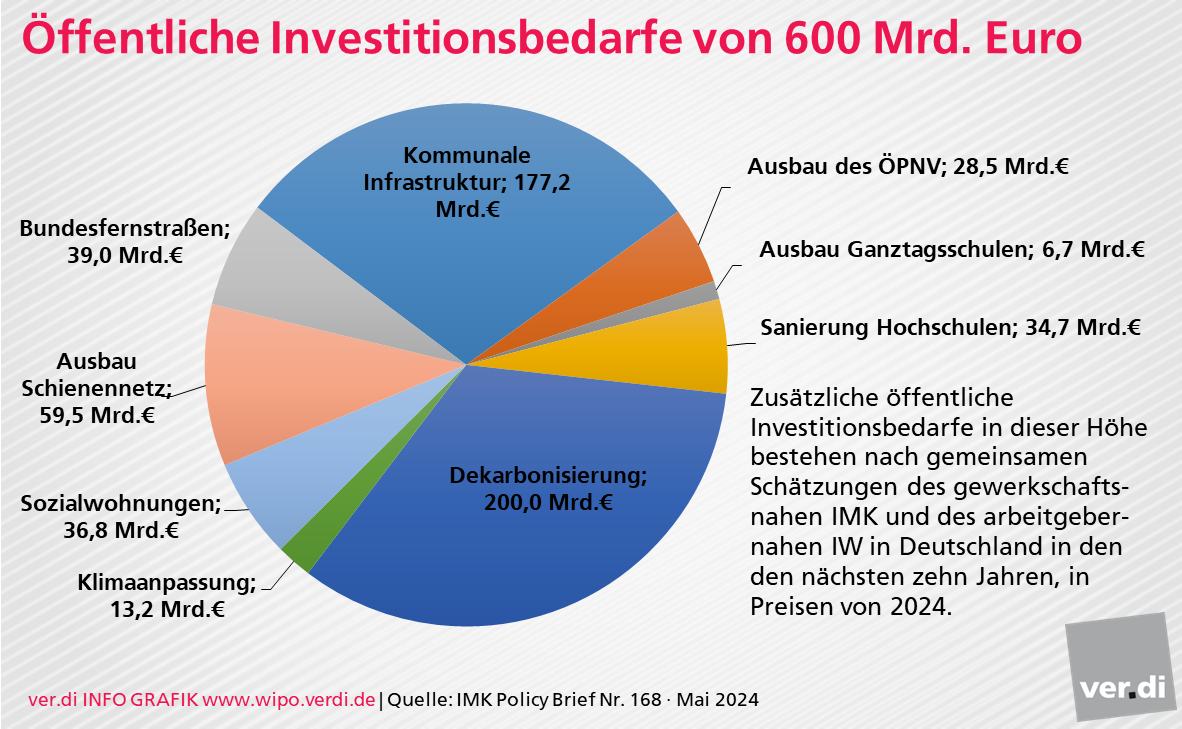 Öffentliche Investitionsbedarfe von 600 Mrd. Euro
Kommunale
Infrastruktur; 177,2
Mrd.€
Ausbau des ÖPNV; 28,5 Mrd.€
Ausbau Ganztagsschulen; 6,7 Mrd.€
Sanierung Hochschulen; 34,7 Mrd.€
Bundesfernstraßen;
39,0 Mrd.€
Ausbau
Schienennetz;
59,5 Mrd.€
Sozialwohnungen;
36,8 Mrd.€
Klimaanpassung;
13,2 Mrd.€
Dekarbonisierung;
200,0 Mrd.€
Zusätzliche öffentliche
Investitionsbedarfe in dieser Höhe
bestehen nach gemeinsamen
Schätzungen des gewerkschafts-
nahen IMK und des arbeitgeber-
nahen IW in Deutschland in den
den nächsten zehn Jahren, in
Preisen von 2024.
ver.di
ver.di INFO GRAFIK www.wipo.verdi.de | Quelle: IMK Policy Brief Nr. 168 · Mai 2024